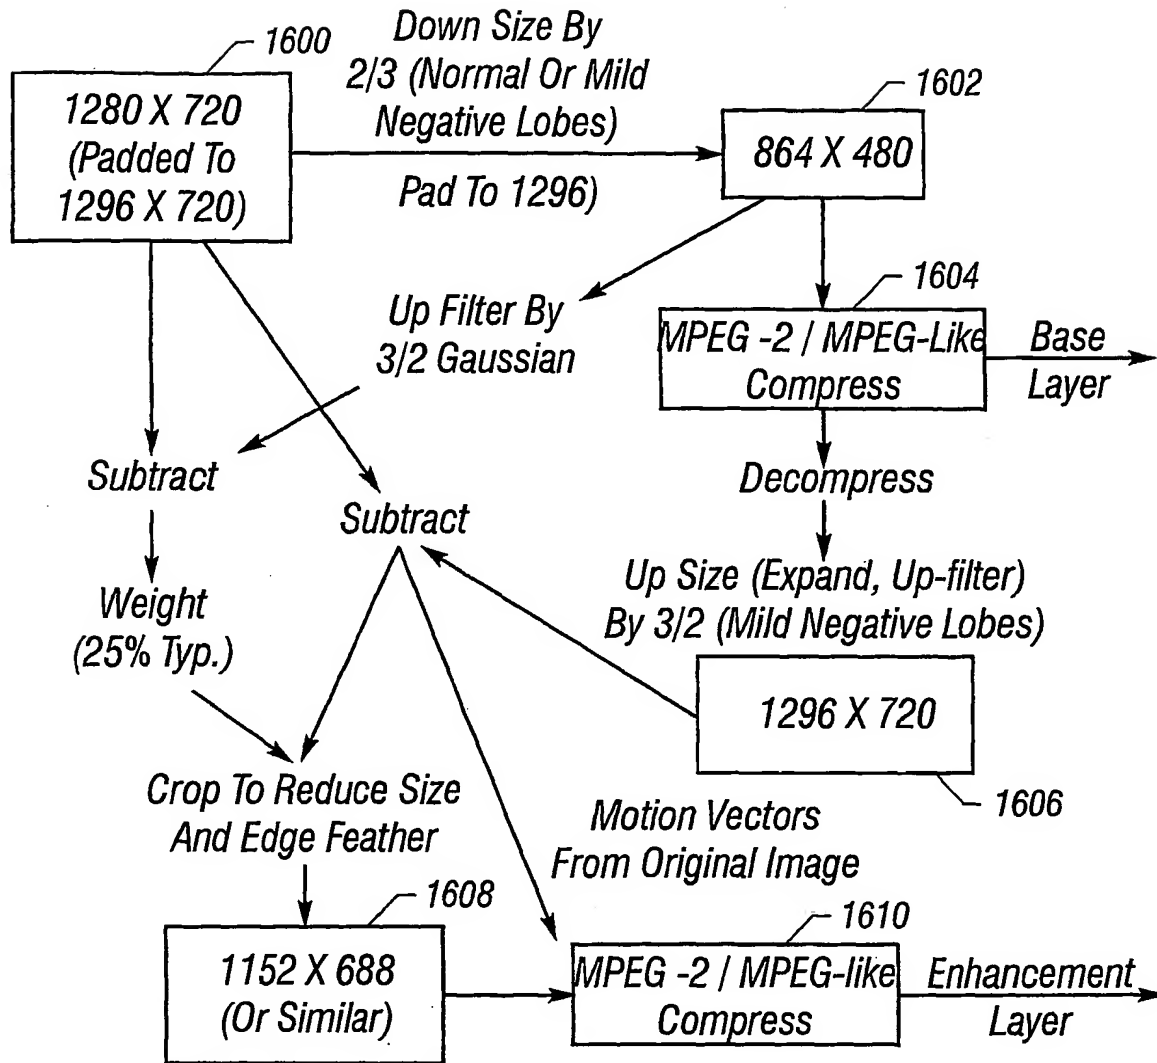 1600
1280 X 720
(Padded To
1296 X 720)
Down Size By
2/3 (Normal Or Mild
Negative Lobes)
Pad To 1296)
1602
864 X 480
Up Filter By
3/2 Gaussian
1604
MPEG -2 / MPEG-Like
Compress
Base
Layer
Subtract
Subtract
Decompress
Weight
(25% Typ.)
Up Size (Expand, Up-filter)
By 3/2 (Mild Negative Lobes)
1296 X 720
1606
Crop To Reduce Size
And Edge Feather
Motion Vectors
From Original Image
1608
1152 X 688
(Or Similar)
1610
MPEG -2 / MPEG-like
Compress
Enhancement
Layer